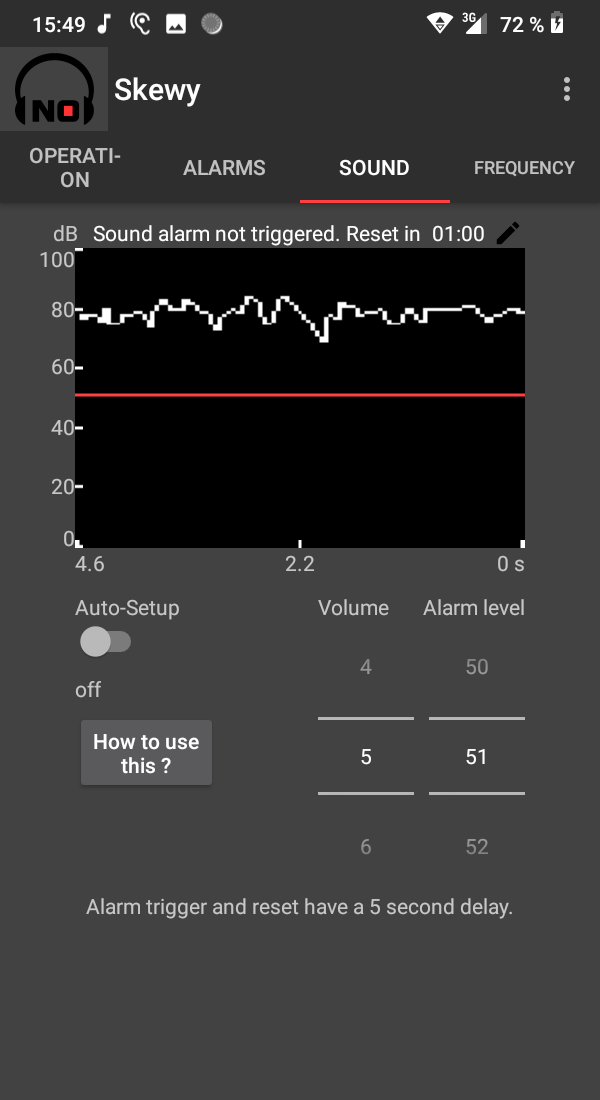 15:49 3G 72 %
NO Skewy
OPERATI-
ON
ALARMS SOUND FREQUENCY
dB Sound alarm not triggered. Reset in 01:00
100
80
60
40
20
0
4.6 2.2 0 s
Auto-Setup Volume Alarm level
4 50
off
How to use
this ?
5 51
6 52
Alarm trigger and reset have a 5 second delay.